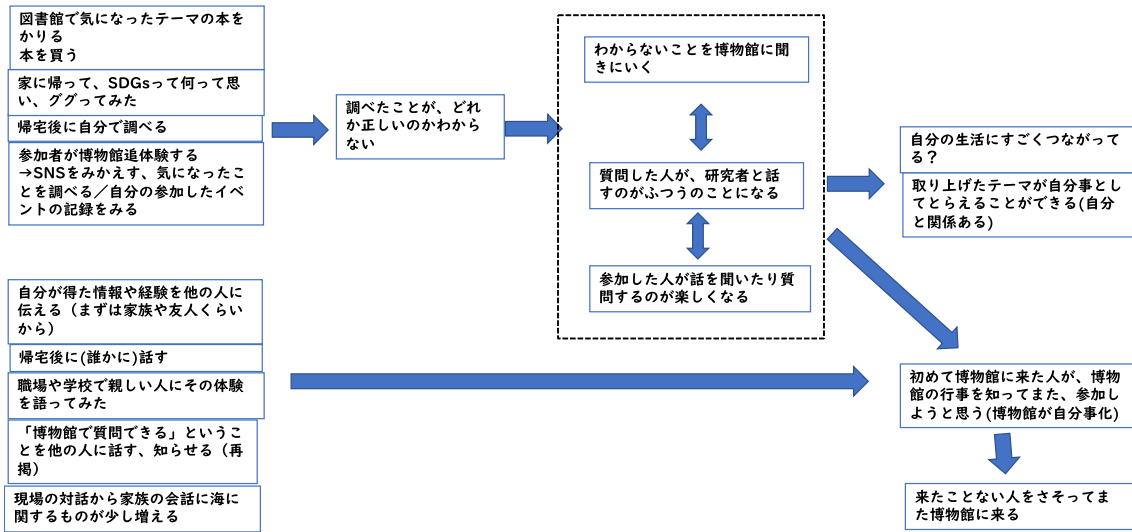 図書館で気になったテーマの本を
かりる
本を買う
家に帰って、SDGsって何って思
い、ググってみた
帰宅後に自分で調べる
参加者が博物館追体験する
→SNSをみかえす、気になったこ
とを調べる／自分の参加したイベ
ントの記録をみる
調べたことが、どれ
か正しいのかわから
ない
わからないことを博物館に聞
きにいく
質問した人が、研究者と話
すのがふつうのことになる
参加した人が話を聞いたり質
問するのが楽しくなる
自分の生活にすごくつながって
る？
取り上げたテーマが自分事とし
てとらえることができる(自分
と関係ある)
自分が得た情報や経験を他の人に
伝える（まずは家族や友人くらい
から）
帰宅後に(誰かに)話す
職場や学校で親しい人にその体験
を語ってみた
「博物館で質問できる」というこ
とを他の人に話す、知らせる（再
掲）
現場の対話から家族の会話に海に
関するものが少し増える
初めて博物館に来た人が、博物
館の行事を知ってまた、参加し
ようと思う(博物館が自分事化)
来たことない人をさそってま
た博物館に来る